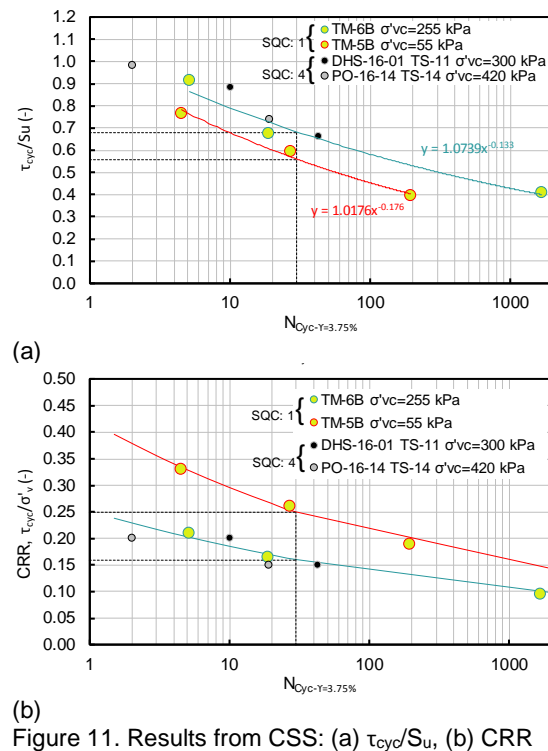 1.2
1.1
1.0
0.9
0.8
0.7
0.6
0.5
0.4
0.3
0.2
0.1
0.0
τcyc/Su (-)
SQC: 1
TM-6B σ'vc=255 kPa
TM-5B σ'vc=55 kPa
SQC: 4
DHS-16-01 TS-11 σ'vc=300 kPa
PO-16-14 TS-14 σ'vc=420 kPa
y = 1.0739x^-0.133
y = 1.0176x^-0.176
1 10 100 1000
NCyc-ϒ=3.75%
(a)
0.50
0.45
0.40
0.35
0.30
0.25
0.20
0.15
0.10
0.05
0.00
CRR, τcyc/σ'v (-)
SQC: 1
TM-6B σ'vc=255 kPa
TM-5B σ'vc=55 kPa
SQC: 4
DHS-16-01 TS-11 σ'vc=300 kPa
PO-16-14 TS-14 σ'vc=420 kPa
1 10 100 1000
NCyc-ϒ=3.75%
(b)
Figure 11. Results from CSS: (a) τcyc/Su, (b) CRR